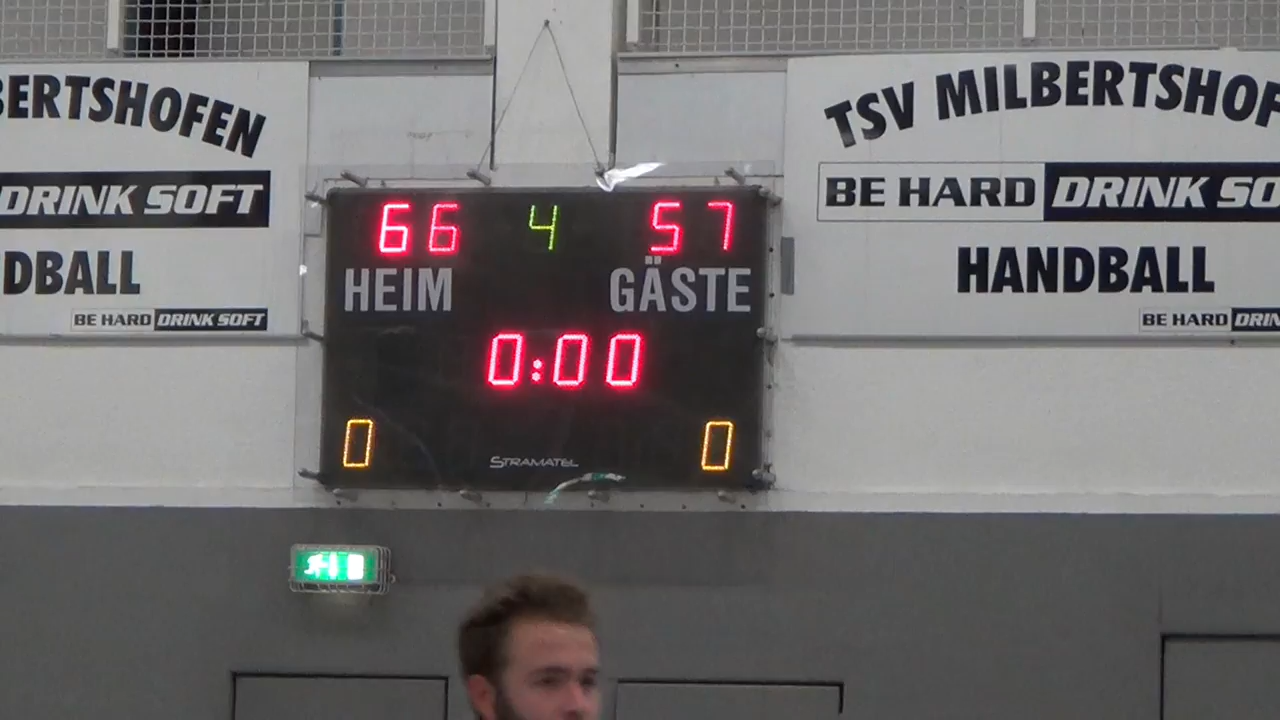 BERTSHOFEN
DRINK SOFT
DBALL
BE HARD DRINK SOFT
66 4 57
HEIM GÄSTE
0:00
0 0
STRAMATEL
TSV MILBERTSHOF
BE HARD DRINK SO
HANDBALL
BE HARD DRIN